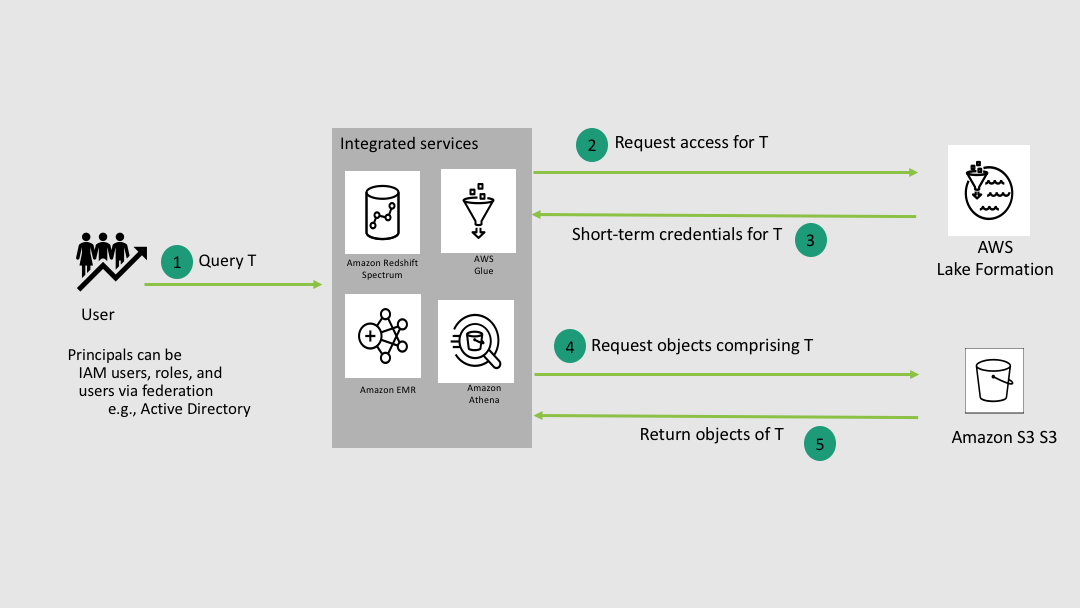 Integrated services
2 Request access for T
Short-term credentials for T 3
AWS
Lake Formation
1 Query T
User
Amazon Redshift
Spectrum
AWS
Glue
Principals can be
IAM users, roles, and
users via federation
e.g., Active Directory
Amazon EMR
Amazon
Athena
4 Request objects comprising T
Return objects of T 5
Amazon S3 S3